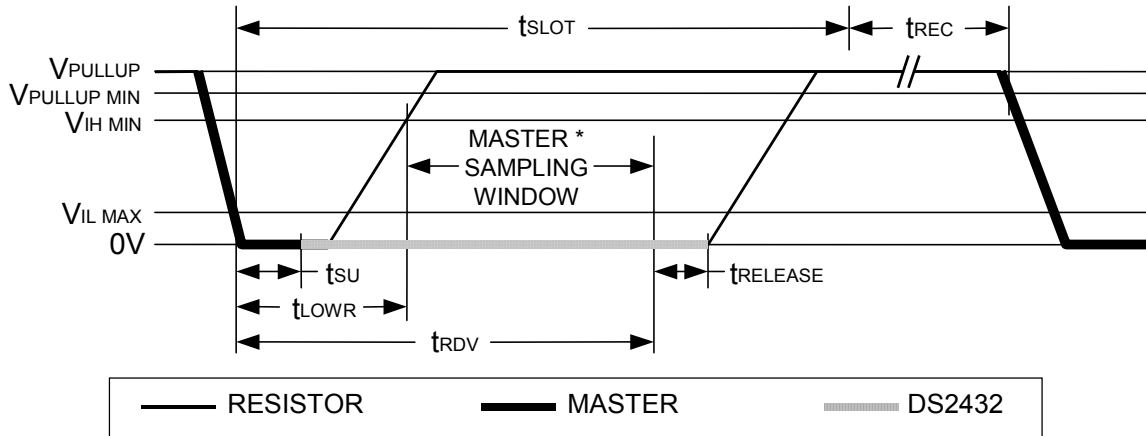 tSLOT
tREC
VPULLUP
VPULLUP MIN
VIH MIN
MASTER *
SAMPLING
WINDOW
VIL MAX
0V
tSU
tRELEASE
tLOWR
tRDV
RESISTOR
MASTER
DS2432